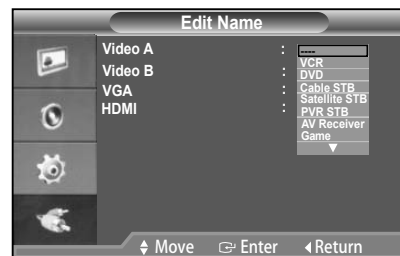 Edit Name
Video A : ----
Video B :
VGA :
HDMI :
VCR
DVD
Cable STB
Satellite STB
PVR STB
AV Receiver
Game
Move Enter Return